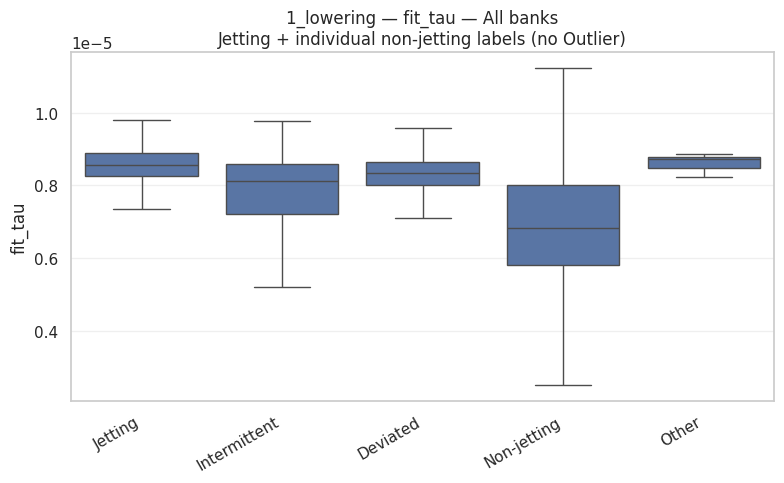 1_lowering — fit_tau — All banks
Jetting + individual non-jetting labels (no Outlier)
1e−5
1.0
0.8
0.6
0.4
fit_tau
Jetting
Intermittent
Deviated
Non-jetting
Other